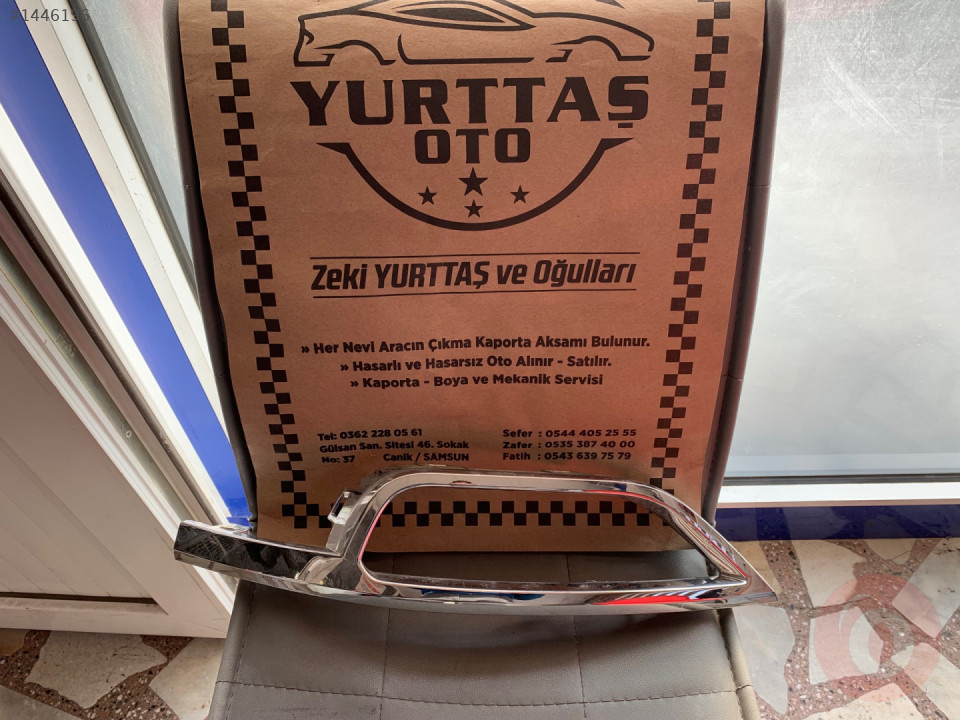 YURTTAŞ
OTO
Zeki YURTTAŞ ve Oğulları
» Her Nevi Aracın Çıkma Kaporta Aksamı Bulunur.
» Hasarlı ve Hasarsız Oto Alınır - Satılır.
» Kaporta - Boya ve Mekanik Servisi
Tel: 0362 228 05 61
Gülsan San. Sitesi 46. Sokak
No: 37 Canik / SAMSUN
Sefer : 0544 405 25 55
Zafer : 0535 387 40 00
Fatih : 0543 639 75 79